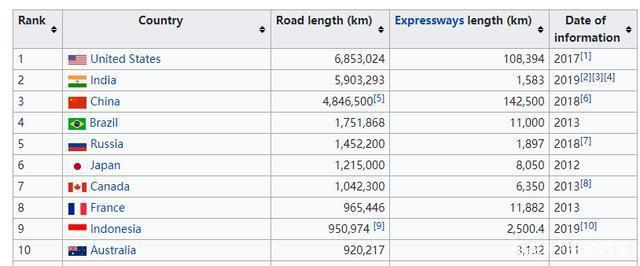 Rank Country Road length (km) Expressways length (km) Date of information
1 United States 6,853,024 108,394 2017[1]
2 India 5,903,293 1,583 2019[2][3][4]
3 China 4,846,500[5] 142,500 2018[6]
4 Brazil 1,751,868 11,000 2013
5 Russia 1,452,200 1,897 2018[7]
6 Japan 1,215,000 8,050 2012
7 Canada 1,042,300 6,350 2013[8]
8 France 965,446 11,882 2013
9 Indonesia 950,974 [9] 2,500.4 2019[10]
10 Australia 920,217